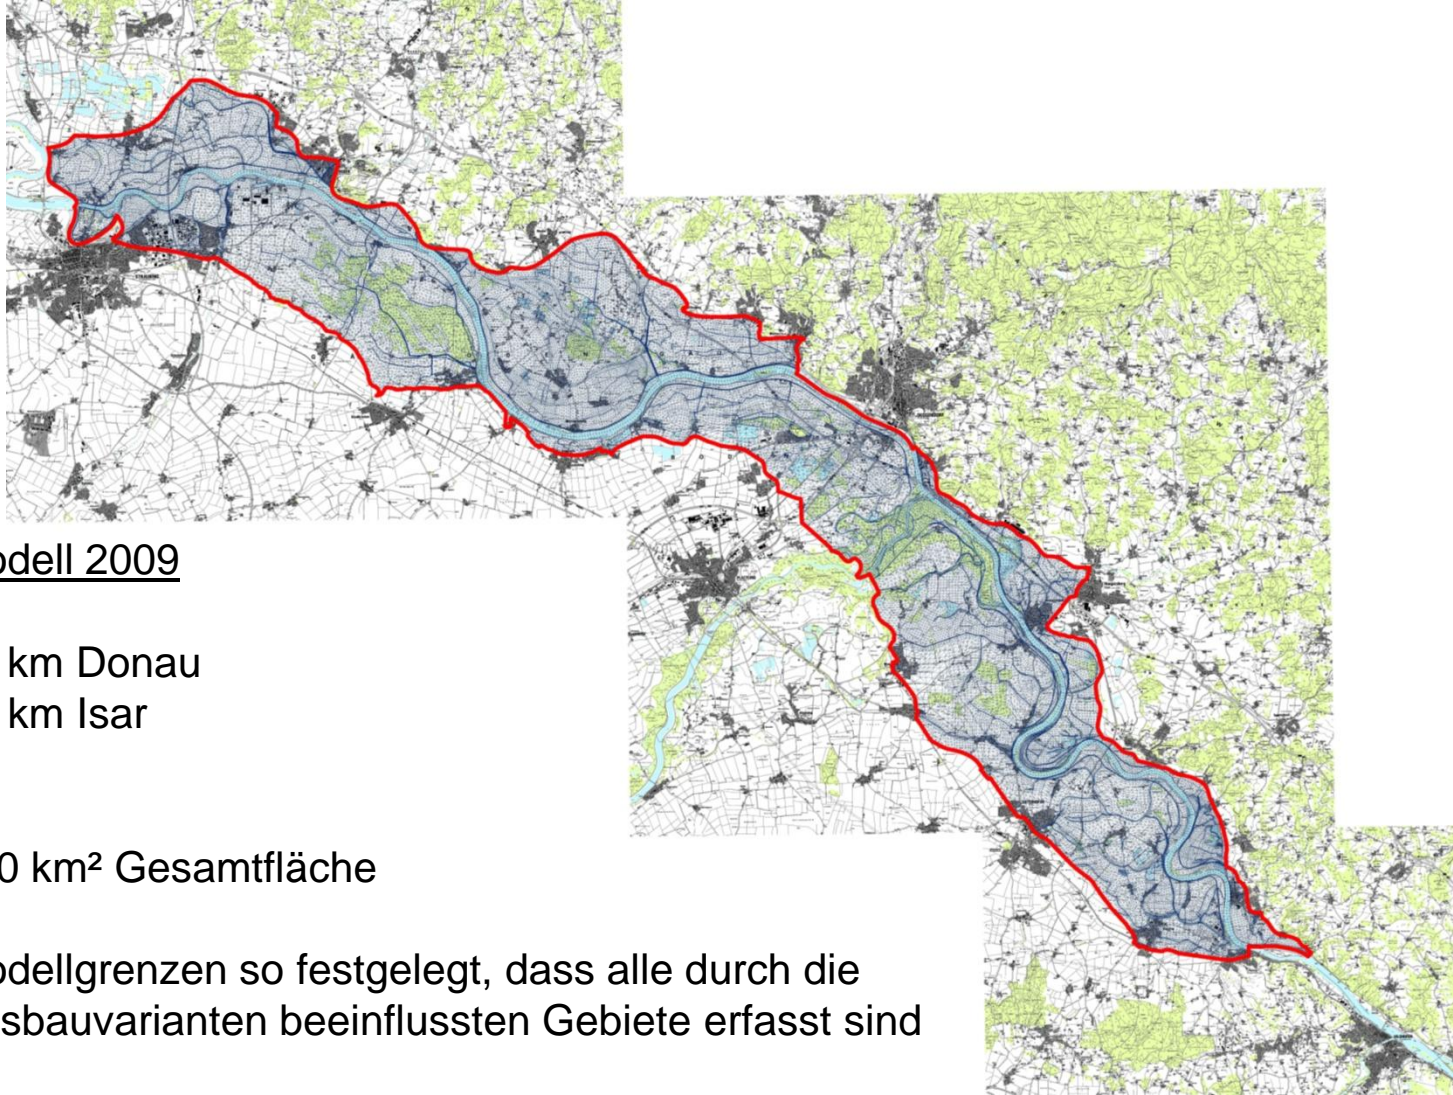 odell 2009
km Donau
km Isar
0 km² Gesamtfläche
odellgrenzen so festgelegt, dass alle durch die
sbauvarianten beeinflussten Gebiete erfasst sind